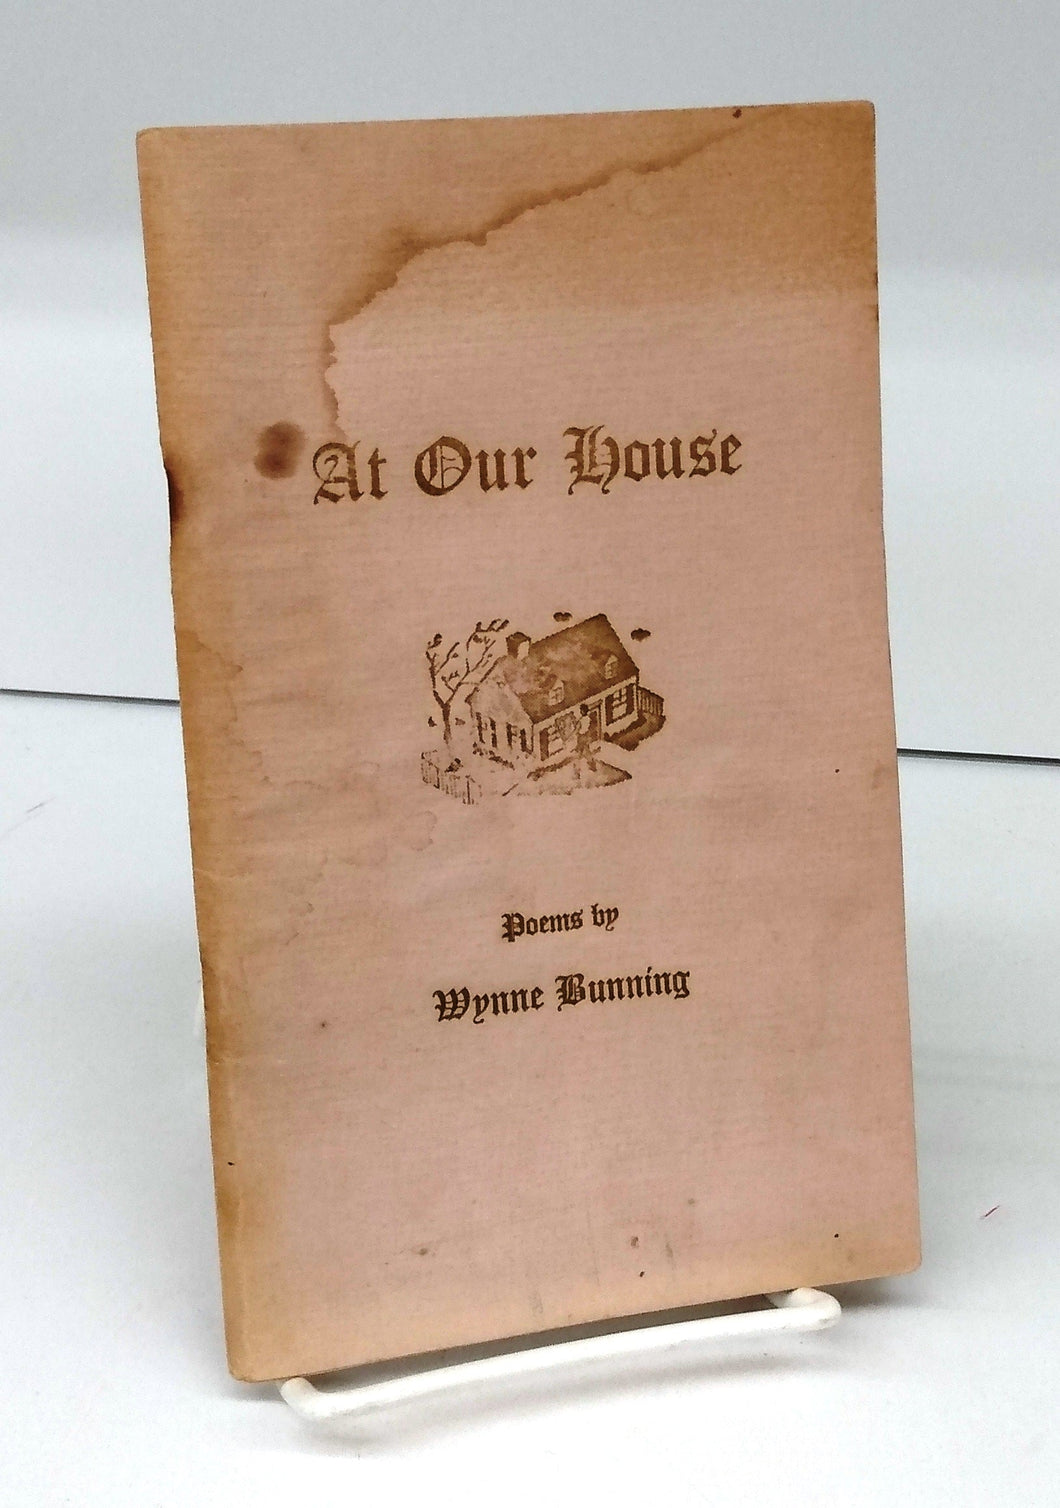 At Our House
Poems by
Wynne Bunning